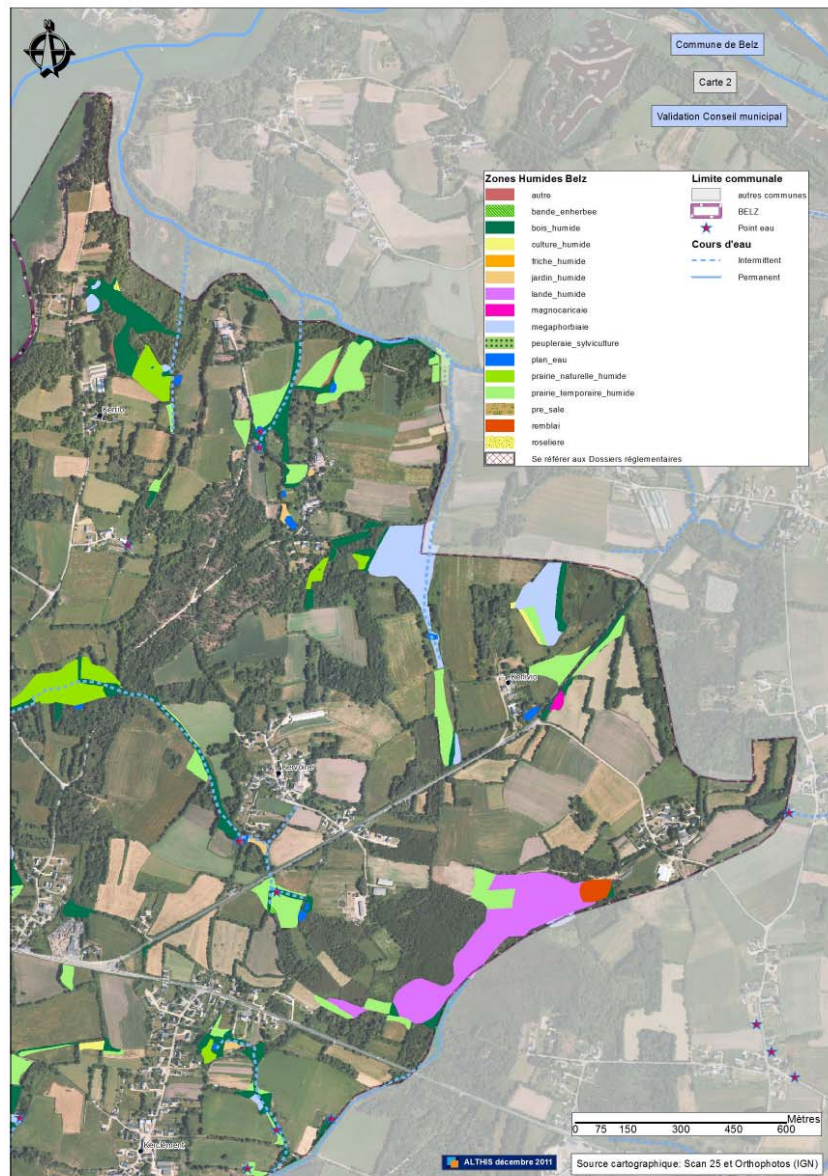 Commune de Belz
Carte 2
Validation Conseil municipal
Zones Humides Belz
autre
bande_enherbee
bois_humide
culture_humide
friche_humide
jardin_humide
lande_humide
magnocaricaie
megaphorbiaie
peupleraie_sylviculture
plan_eau
prairie_naturelle_humide
prairie_temporaire_humide
pre_sale
remblai
roseliere
Se référer aux Dossiers réglementaires
Limite communale
autres communes
BELZ
Point eau
Cours d'eau
Intermittent
Permanent
Kerlivio
Kerclément
Mètres
0 75 150 300 450 600
ALTHIS décembre 2011
Source cartographique: Scan 25 et Orthophotos (IGN)